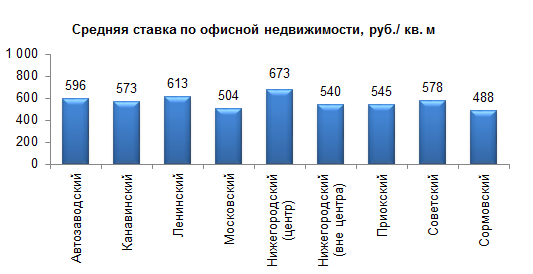 Средняя ставка по офисной недвижимости, руб./ кв. м
1 000
800
600
400
200
0
596
573
613
504
673
540
545
578
488
Автозаводский
Канавинский
Ленинский
Московский
Нижегородский
(центр)
Нижегородский
(вне центра)
Приокский
Советский
Сормовский